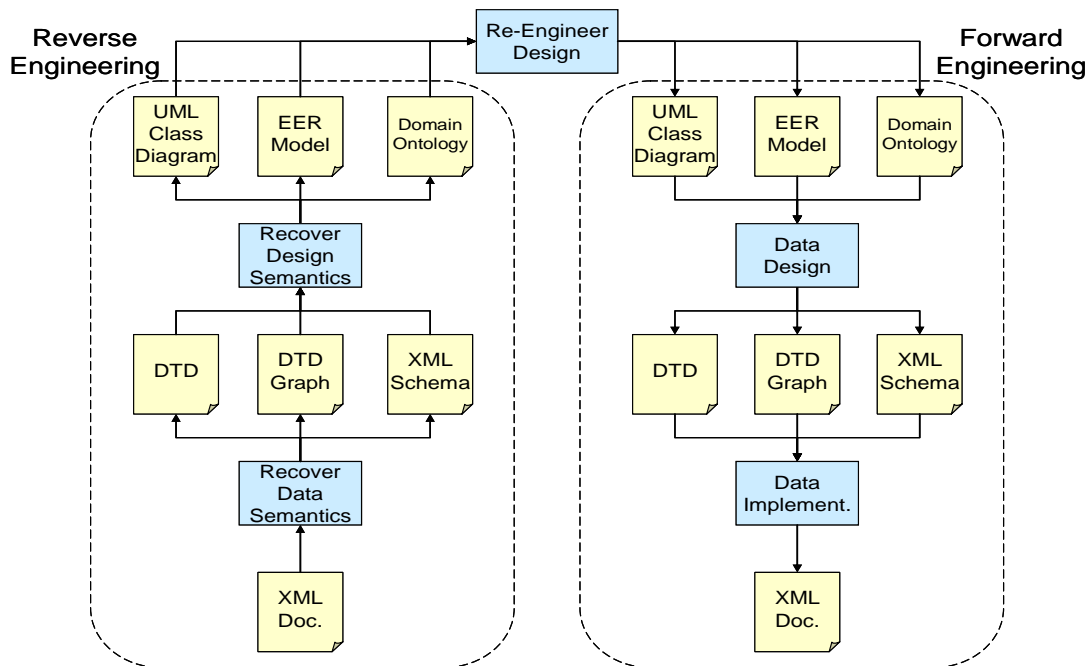 Reverse
Engineering
Re-Engineer
Design
Forward
Engineering
UML
Class
Diagram
EER
Model
Domain
Ontology
UML
Class
Diagram
EER
Model
Domain
Ontology
Recover
Design
Semantics
Data
Design
DTD
DTD
Graph
XML
Schema
DTD
DTD
Graph
XML
Schema
Recover
Data
Semantics
Data
Implement.
XML
Doc.
XML
Doc.